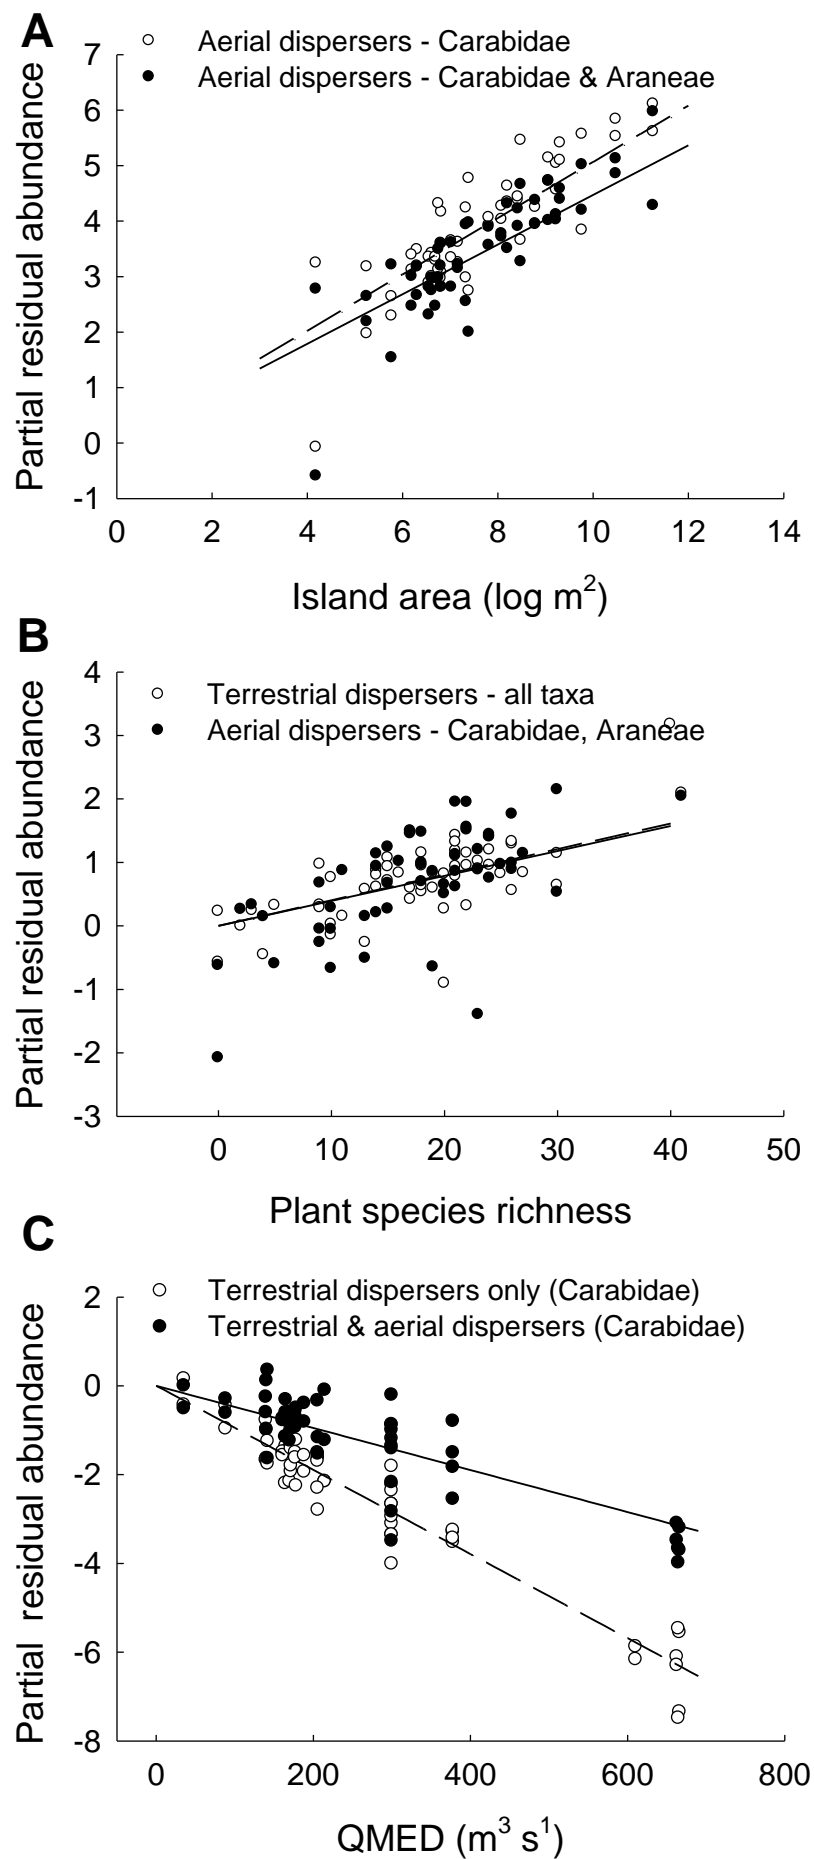 A
Aerial dispersers - Carabidae
Aerial dispersers - Carabidae & Araneae
Partial residual abundance
7
6
5
4
3
2
1
0
-1
0 2 4 6 8 10 12 14
Island area (log m²)
B
Terrestrial dispersers - all taxa
Aerial dispersers - Carabidae, Araneae
Partial residual abundance
4
3
2
1
0
-1
-2
-3
0 10 20 30 40 50
Plant species richness
C
Terrestrial dispersers only (Carabidae)
Terrestrial & aerial dispersers (Carabidae)
Partial residual abundance
2
0
-2
-4
-6
-8
0 200 400 600 800
QMED (m³ s¹)